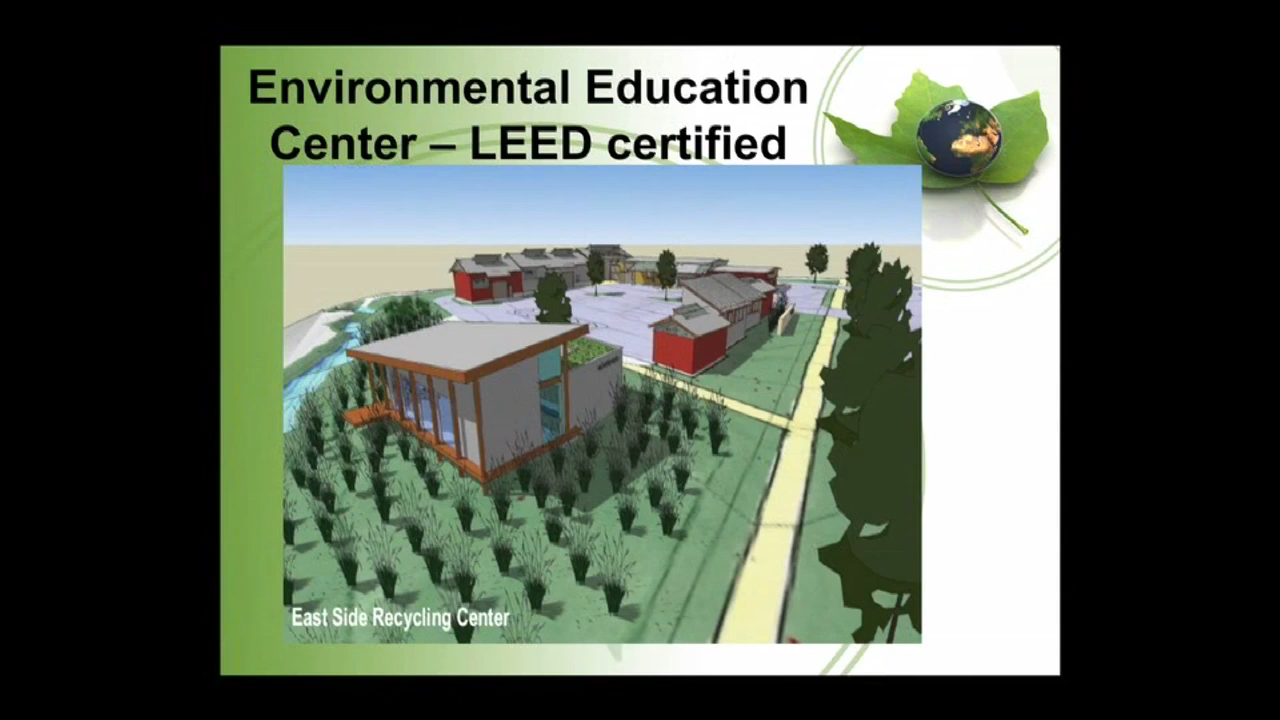 Environmental Education
Center – LEED certified
East Side Recycling Center